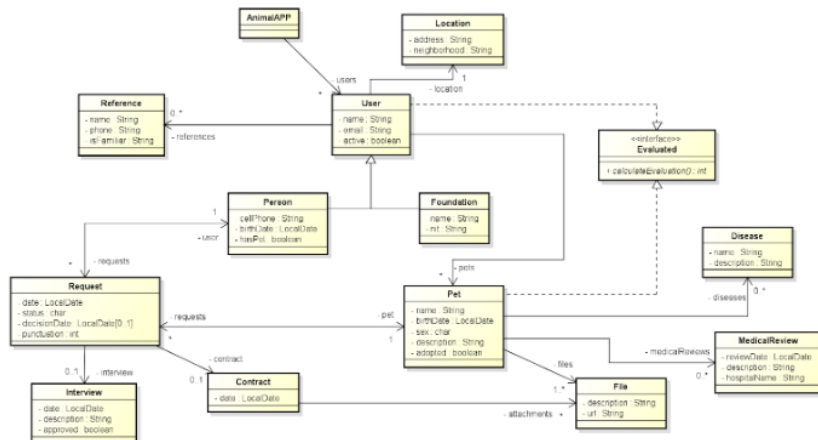 AnimalAPP
Location
- address : String
- neighborhood : String
- users
*
1
- location
Reference
- name : String
- phone : String
- isFamiliar : String
0..*
- references
User
- name : String
- email : String
- active : boolean
<<interface>>
Evaluated
+ calculateEvaluation() : int
Person
- cellPhone : String
- birthDate : LocalDate
- hasPet : boolean
Foundation
- name : String
- nit : String
1
- user
- requests
*
Disease
- name : String
- description : String
- diseases
0..*
* - pets
Request
- date : LocalDate
- status : char
- decisionDate : LocalDate[0..1]
- punctuation : int
- requests
*
- pet
1
Pet
- name : String
- birthDate : LocalDate
- sex : char
- description : String
- adopted : boolean
- medicalReviews
0..*
MedicalReview
- reviewDate : LocalDate
- description : String
- hospitalName : String
- files
1..*
0..1
- interview
- contract
0..1
Interview
- date : LocalDate
- description : String
- approved : boolean
Contract
- date : LocalDate
- attachments
*
File
- description : String
- url : String